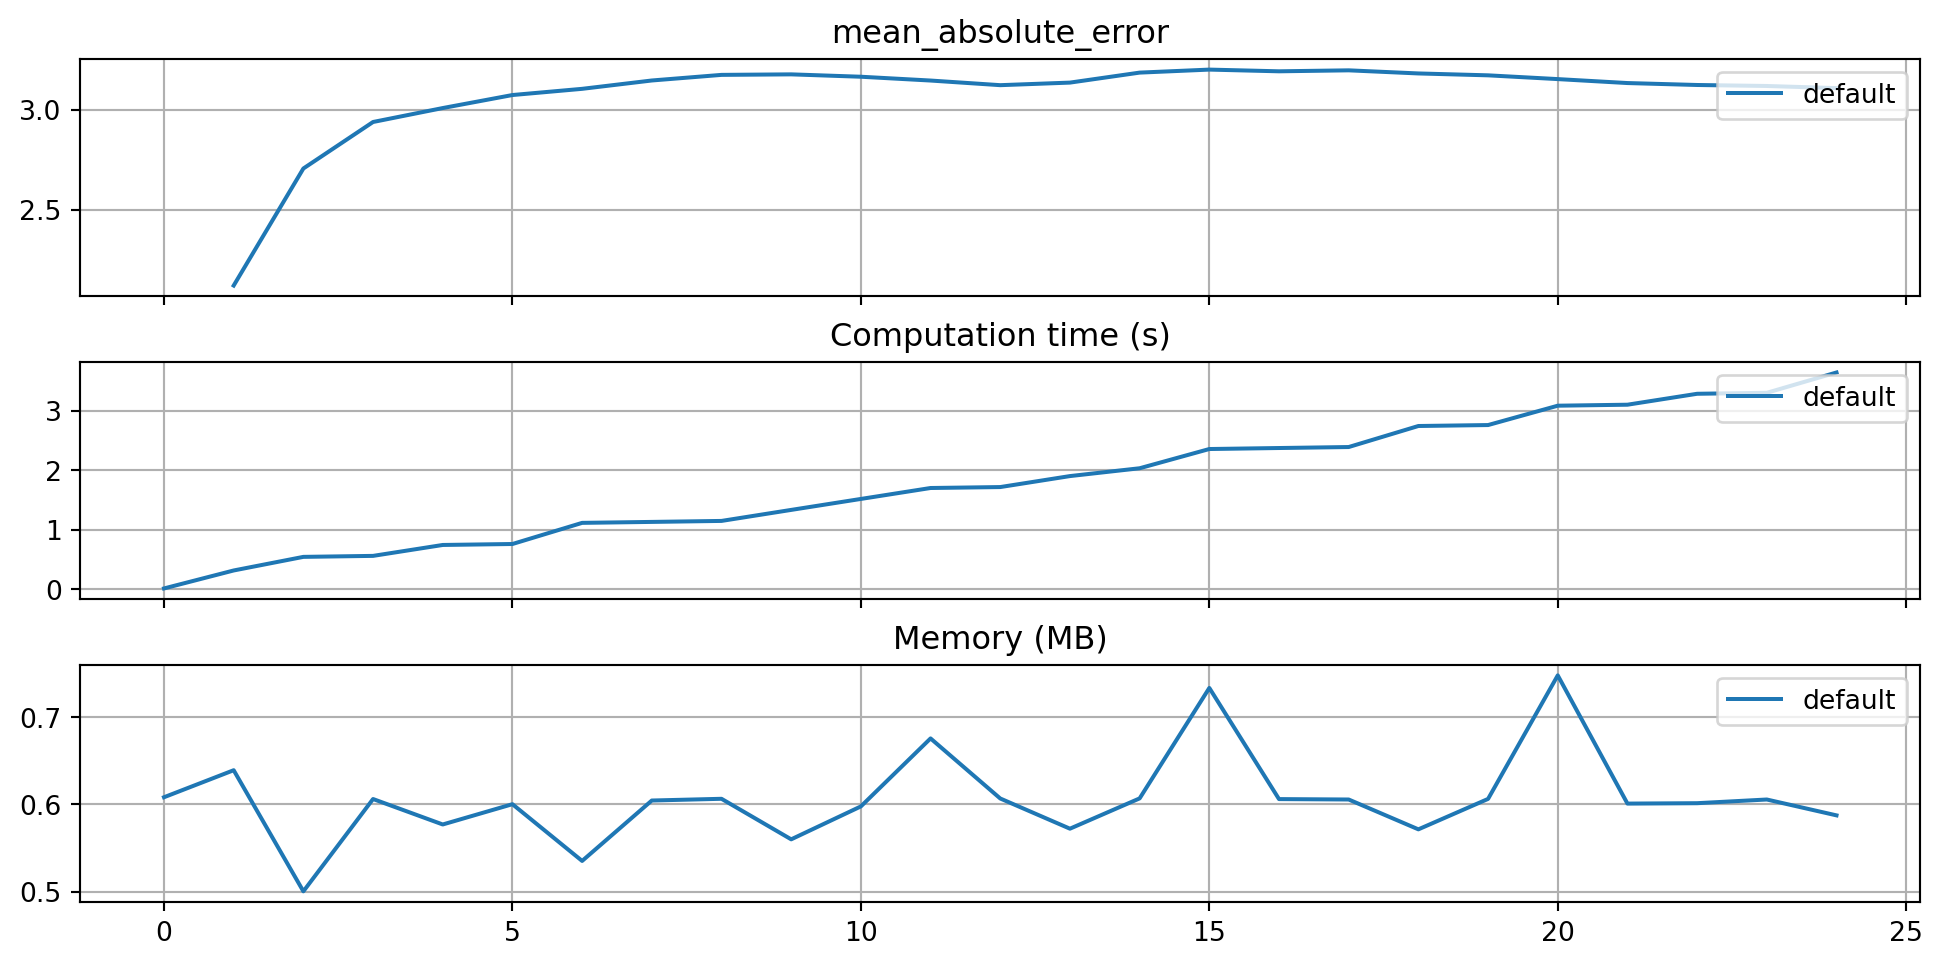 mean_absolute_error
3.0
2.5
default
Computation time (s)
3
2
1
0
default
Memory (MB)
0.7
0.6
0.5
default
0 5 10 15 20 25